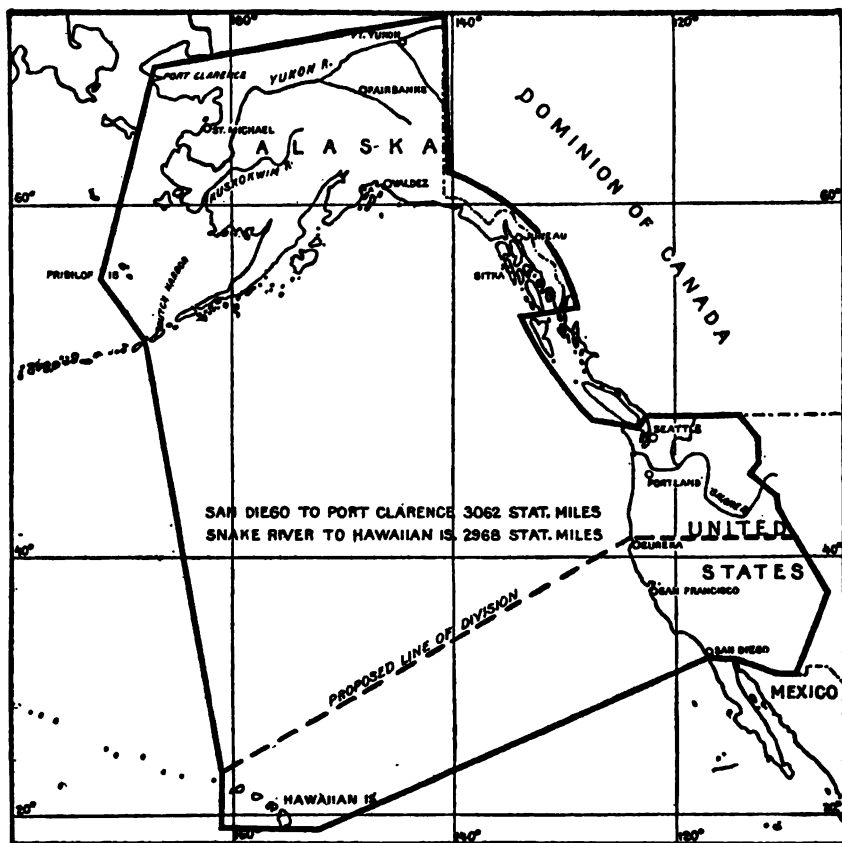 160° 140° 120°
FT. YUKON
PORT CLARENCE
YUKON R.
FAIRBANKS
ST. MICHAEL
ALASKA
KUSKOKWIM R.
VALDEZ
DOMINION OF CANADA
60° 60°
JUNEAU
SITKA
PRIBILOF IS
DUTCH HARBOR
SEATTLE
PORTLAND
SNAKE R.
SAN DIEGO TO PORT CLARENCE 3062 STAT. MILES
SNAKE RIVER TO HAWAIIAN IS. 2968 STAT. MILES
UNITED
EUREKA
40° 40°
STATES
SAN FRANCISCO
PROPOSED LINE OF DIVISION
SAN DIEGO
MEXICO
HAWAIIAN IS.
20° 20°
160° 140° 120°